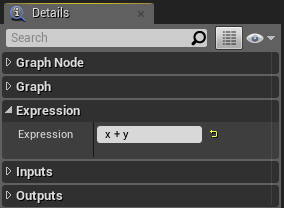 Details
Search
Graph Node
Graph
Expression
Expression x + y
Inputs
Outputs